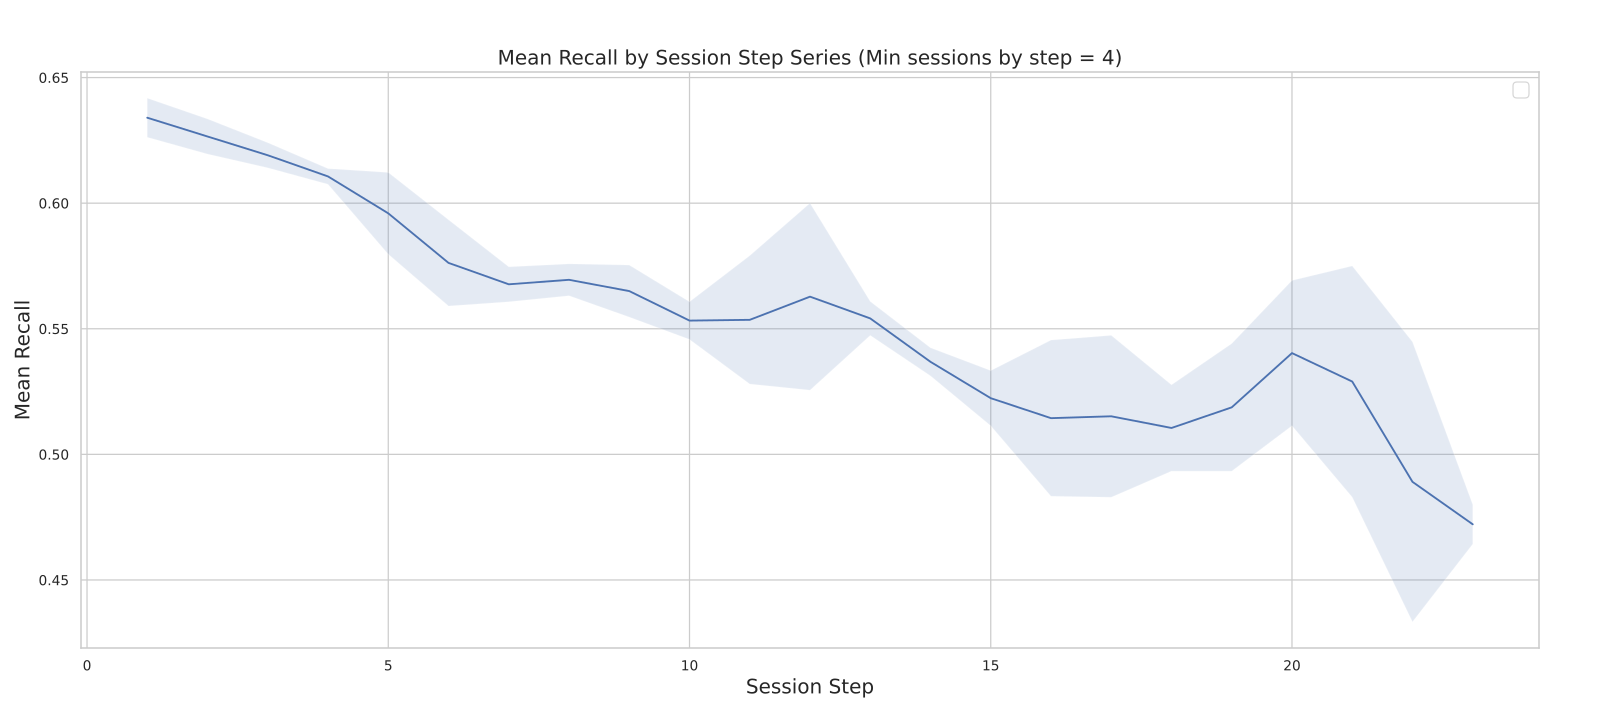 Mean Recall by Session Step Series (Min sessions by step = 4)
0.65
0.60
0.55
0.50
0.45
Mean Recall
0 5 10 15 20
Session Step